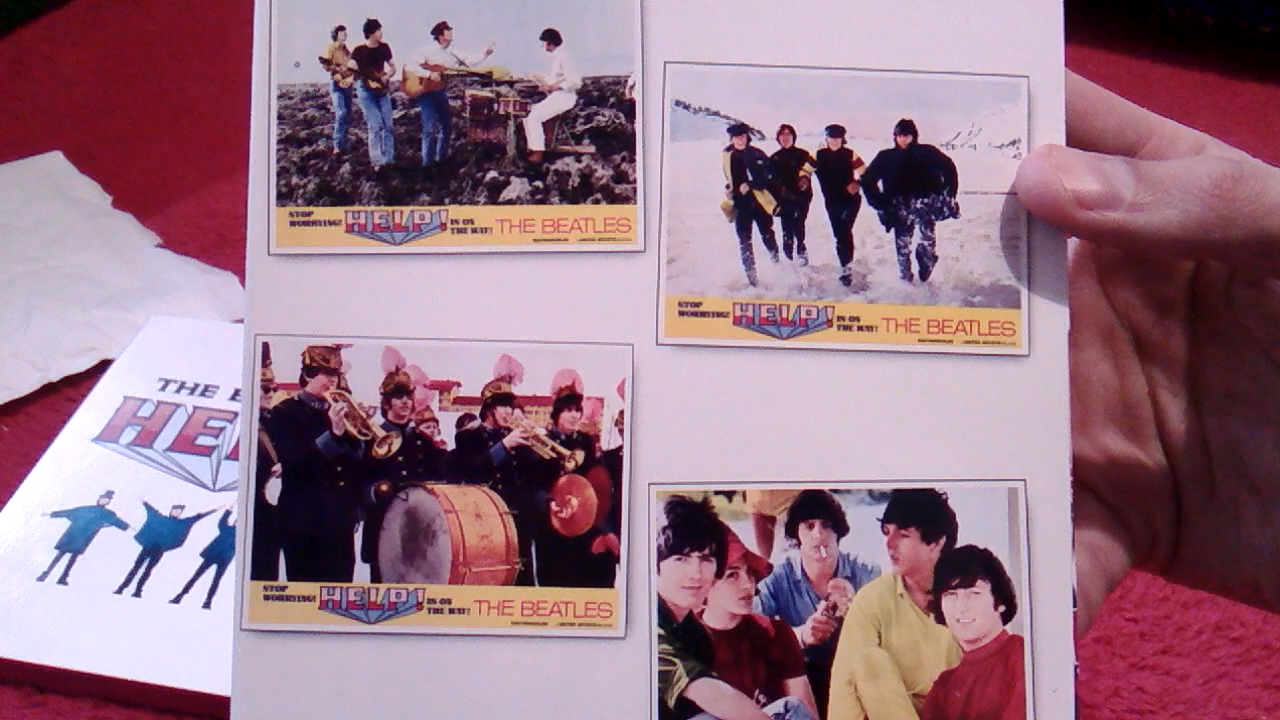 STOP WORRYING! HELP! IS ON THE WAY! THE BEATLES
STOP WORRYING! HELP! IS ON THE WAY! THE BEATLES
THE B
HE
STOP WORRYING! HELP! IS ON THE WAY! THE BEATLES